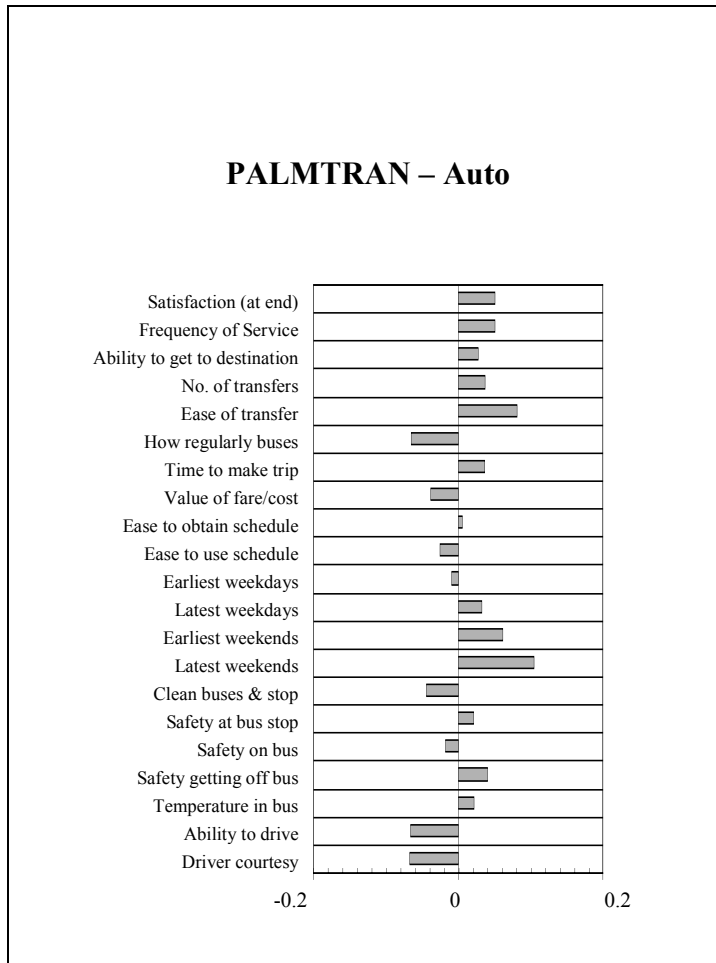 PALMTRAN – Auto
Satisfaction (at end)
Frequency of Service
Ability to get to destination
No. of transfers
Ease of transfer
How regularly buses
Time to make trip
Value of fare/cost
Ease to obtain schedule
Ease to use schedule
Earliest weekdays
Latest weekdays
Earliest weekends
Latest weekends
Clean buses & stop
Safety at bus stop
Safety on bus
Safety getting off bus
Temperature in bus
Ability to drive
Driver courtesy
-0.2 0 0.2